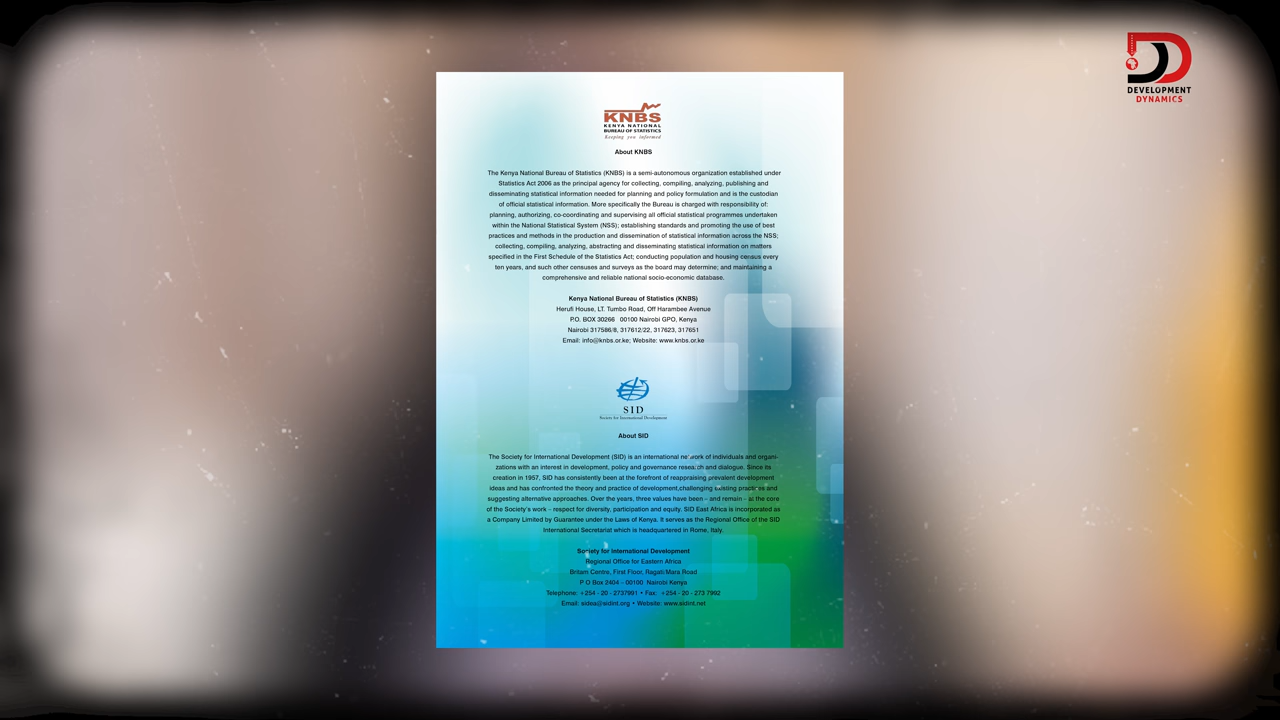 DEVELOPMENT
DYNAMICS
KNBS
KENYA NATIONAL
BUREAU OF STATISTICS
Keeping you informed
About KNBS
The Kenya National Bureau of Statistics (KNBS) is a semi-autonomous organization established under
Statistics Act 2006 as the principal agency for collecting, compiling, analyzing, publishing and
disseminating statistical information needed for planning and policy formulation and is the custodian
of official statistical information. More specifically the Bureau is charged with responsibility of:
planning, authorizing, co-coordinating and supervising all official statistical programmes undertaken
within the National Statistical System (NSS); establishing standards and promoting the use of best
practices and methods in the production and dissemination of statistical information across the NSS;
collecting, compiling, analyzing, abstracting and disseminating statistical information on matters
specified in the First Schedule of the Statistics Act; conducting population and housing census every
ten years, and such other censuses and surveys as the board may determine; and maintaining a
comprehensive and reliable national socio-economic database.
Kenya National Bureau of Statistics (KNBS)
Herufi House, LT. Tumbo Road, Off Harambee Avenue
P.O. BOX 30266 00100 Nairobi GPO, Kenya
Nairobi 317586/8, 317612/22, 317623, 317651
Email: info@knbs.or.ke; Website: www.knbs.or.ke
SID
Society for International Development
About SID
The Society for International Development (SID) is an international network of individuals and organi-
zations with an interest in development, policy and governance research and dialogue. Since its
creation in 1957, SID has consistently been at the forefront of reappraising prevalent development
ideas and has confronted the theory and practice of development,challenging existing practices and
suggesting alternative approaches. Over the years, three values have been – and remain – at the core
of the Society's work – respect for diversity, participation and equity. SID East Africa is incorporated as
a Company Limited by Guarantee under the Laws of Kenya. It serves as the Regional Office of the SID
International Secretariat which is headquartered in Rome, Italy.
Society for International Development
Regional Office for Eastern Africa
Britam Centre, First Floor, Ragati/Mara Road
P O Box 2404 – 00100 Nairobi Kenya
Telephone: +254 - 20 - 2737991 • Fax: +254 - 20 - 273 7992
Email: sidea@sidint.org • Website: www.sidint.net